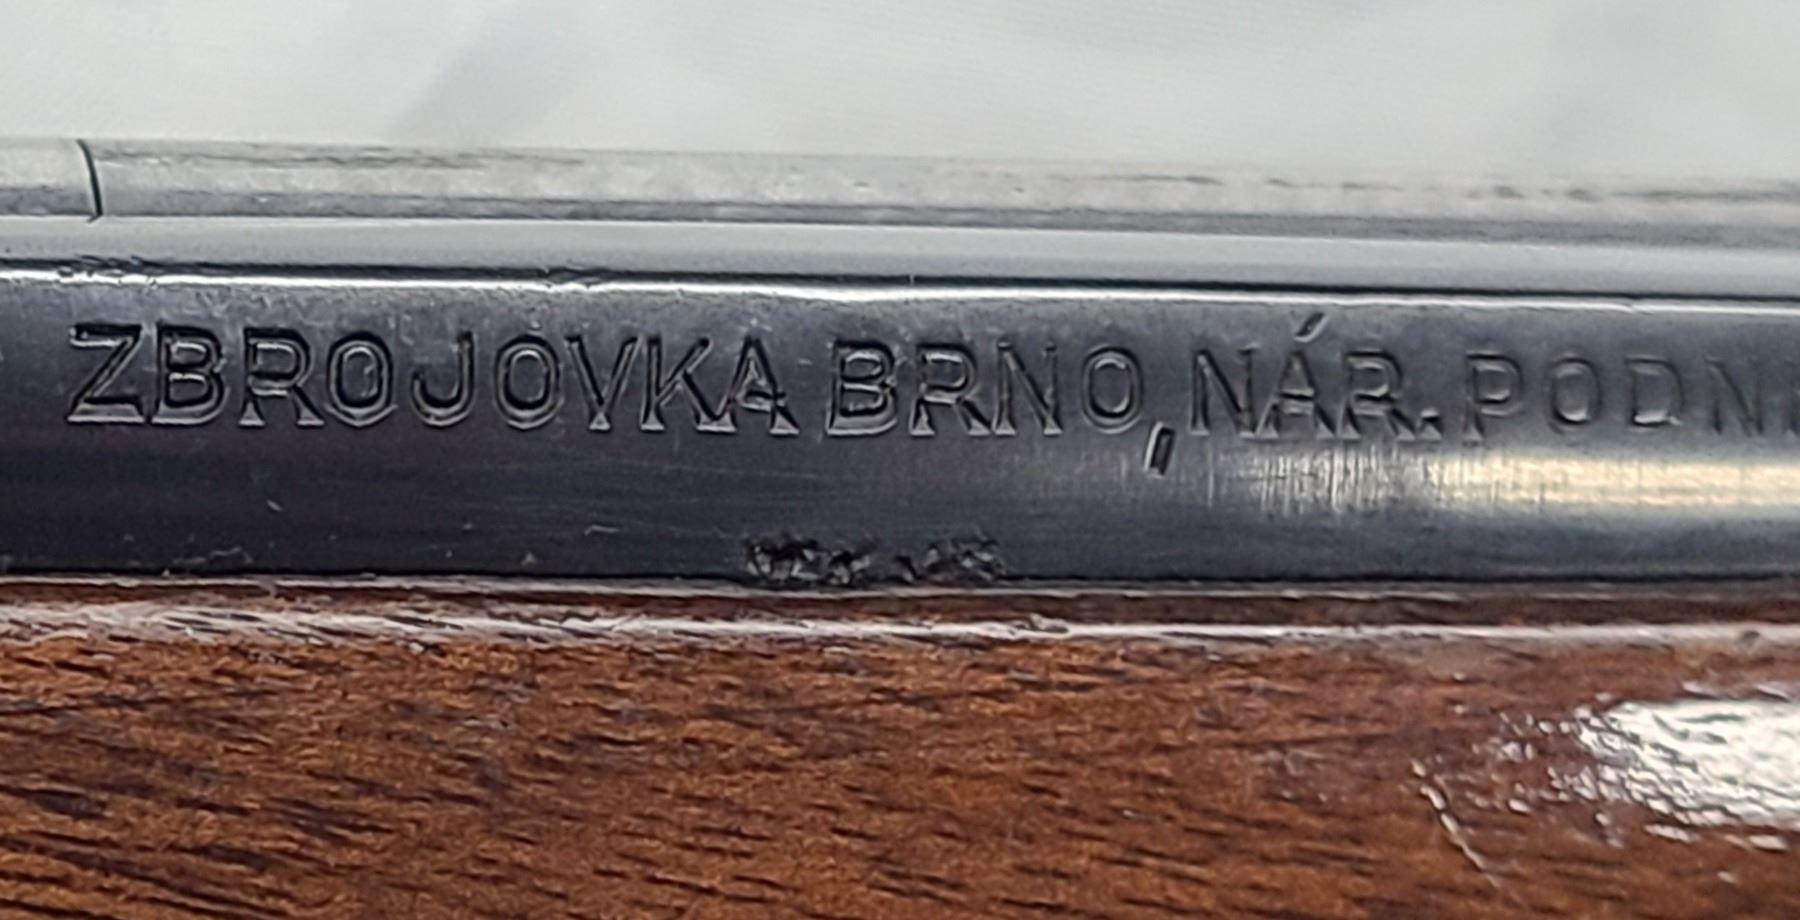 ZBROJOVKA BRNO, NÁR. PODN